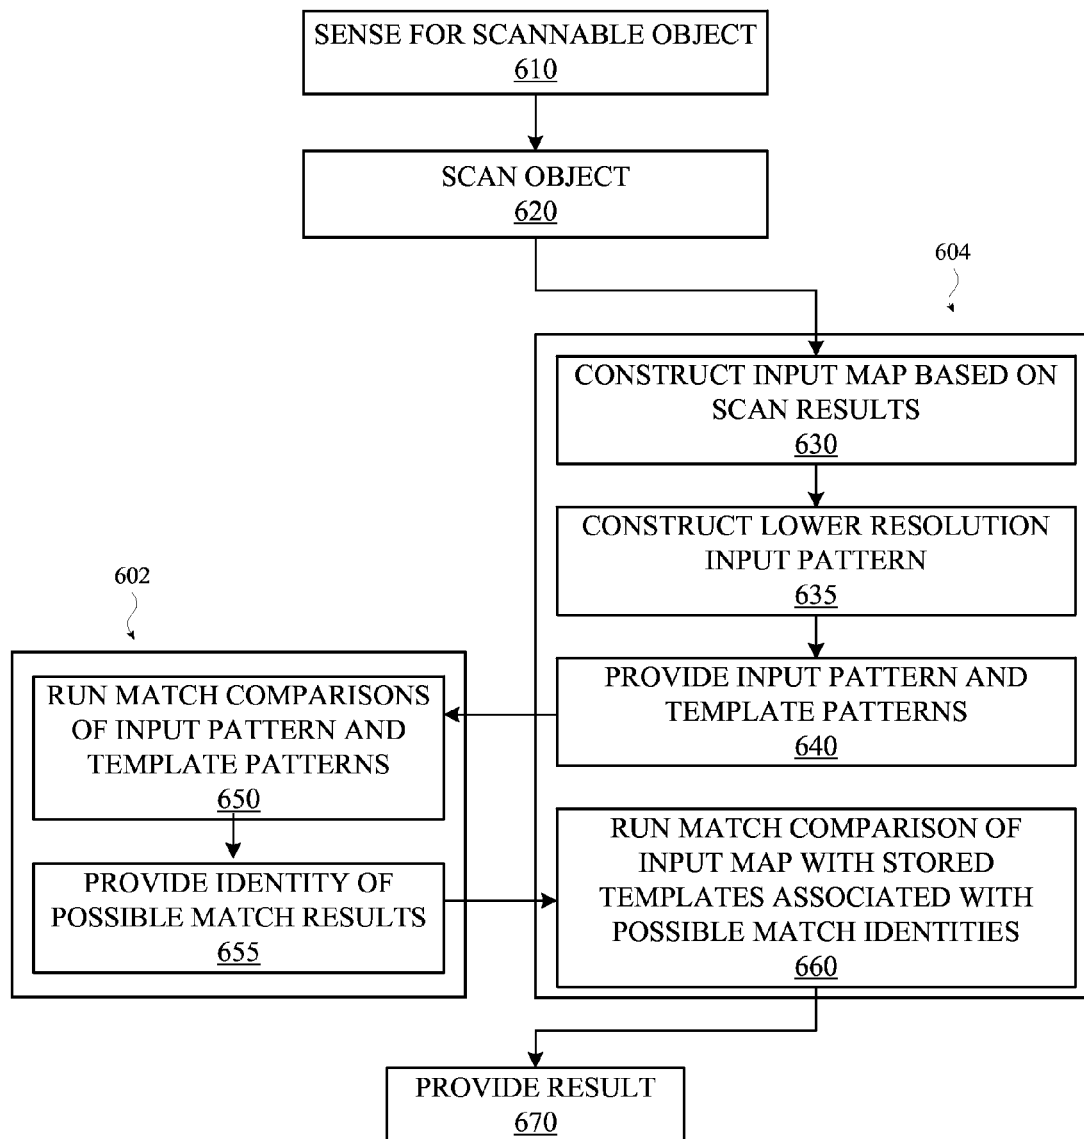 SENSE FOR SCANNABLE OBJECT
610
SCAN OBJECT
620
604
CONSTRUCT INPUT MAP BASED ON
SCAN RESULTS
630
CONSTRUCT LOWER RESOLUTION
INPUT PATTERN
635
PROVIDE INPUT PATTERN AND
TEMPLATE PATTERNS
640
602
RUN MATCH COMPARISONS
OF INPUT PATTERN AND
TEMPLATE PATTERNS
650
PROVIDE IDENTITY OF
POSSIBLE MATCH RESULTS
655
RUN MATCH COMPARISON OF
INPUT MAP WITH STORED
TEMPLATES ASSOCIATED WITH
POSSIBLE MATCH IDENTITIES
660
PROVIDE RESULT
670